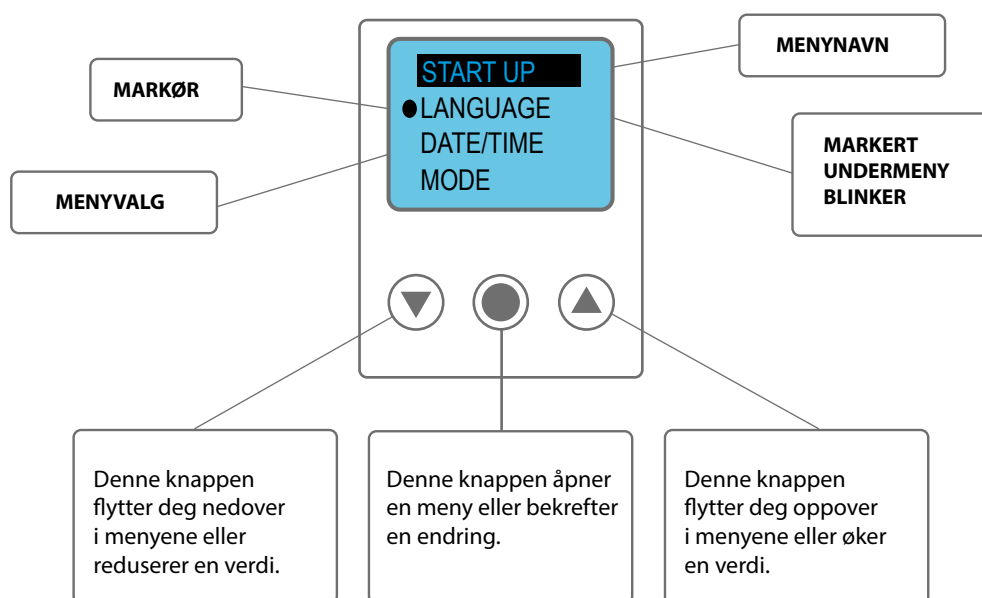 MENYNAVN
START UP
MARKØR
LANGUAGE
DATE/TIME
MODE
MARKERT
UNDERMENY
BLINKER
MENYVALG
Denne knappen
flytter deg nedover
i menyene eller
reduserer en verdi.
Denne knappen åpner
en meny eller bekrefter
en endring.
Denne knappen
flytter deg oppover
i menyene eller øker
en verdi.